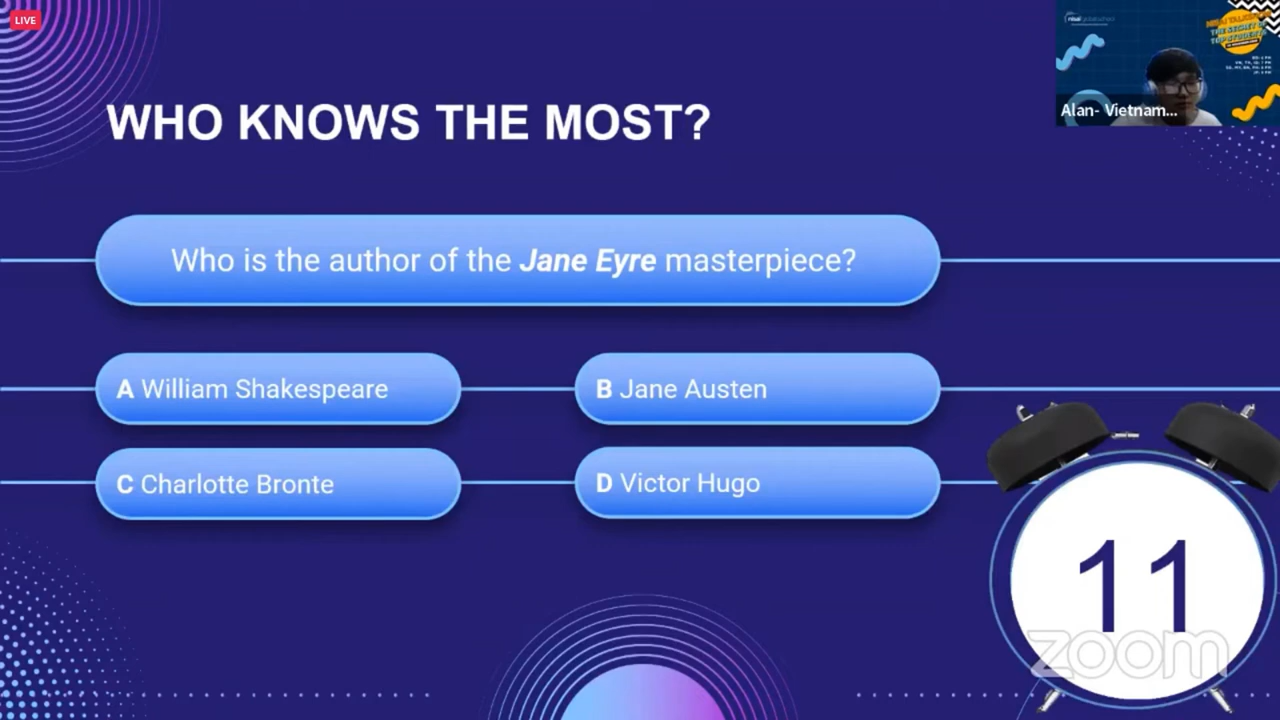 LIVE
WHO KNOWS THE MOST?
Who is the author of the Jane Eyre masterpiece?
A William Shakespeare
B Jane Austen
C Charlotte Bronte
D Victor Hugo
11
zoom
Alan- Vietnam...